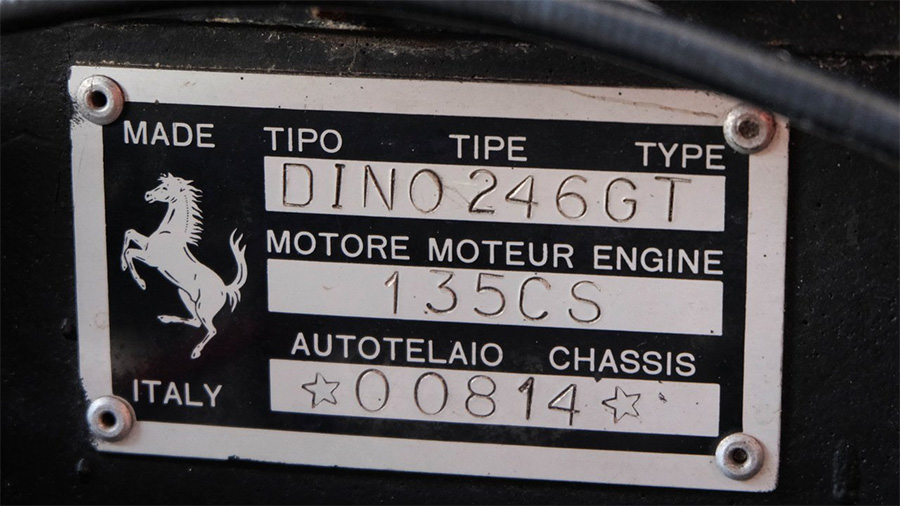 MADE TIPO TIPE TYPE
DINO 246GT
MOTORE MOTEUR ENGINE
135CS
AUTOTELAIO CHASSIS
☆00814☆
ITALY